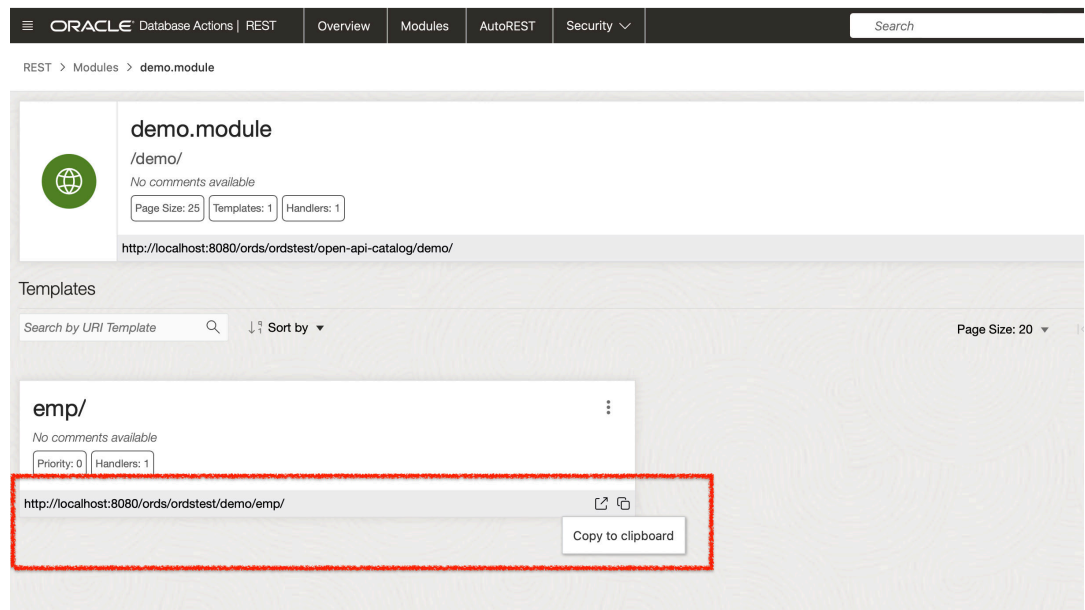 ORACLE Database Actions | REST Overview Modules AutoREST Security Search
REST > Modules > demo.module
demo.module
/demo/
No comments available
Page Size: 25 Templates: 1 Handlers: 1
http://localhost:8080/ords/ordstest/open-api-catalog/demo/
Templates
Search by URI Template Sort by Page Size: 20
emp/
No comments available
Priority: 0 Handlers: 1
http://localhost:8080/ords/ordstest/demo/emp/
Copy to clipboard